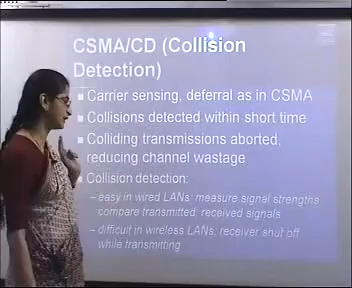 CSMA/CD (Collision
Detection)
Carrier sensing, deferral as in CSMA
Collisions detected within short time
Colliding transmissions aborted,
reducing channel wastage
Collision detection:
– easy in wired LANs: measure signal strengths
compare transmitted, received signals
– difficult in wireless LANs: receiver shut off
while transmitting